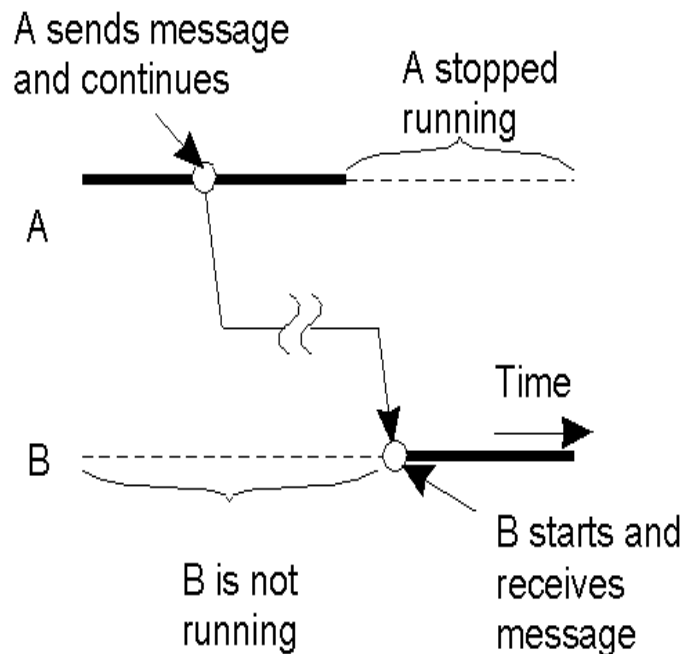 A sends message
and continues
A stopped
running
A
Time
B
B starts and
receives
message
B is not
running